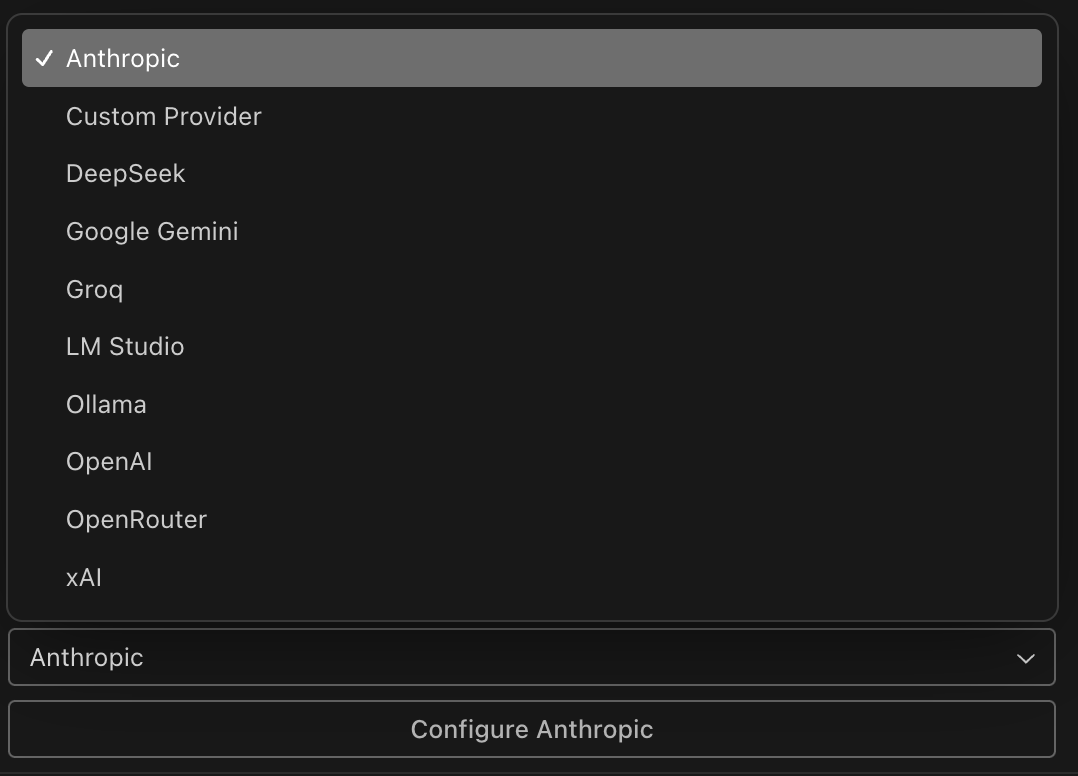 Anthropic
Custom Provider
DeepSeek
Google Gemini
Groq
LM Studio
Ollama
OpenAI
OpenRouter
xAI
Anthropic
Configure Anthropic